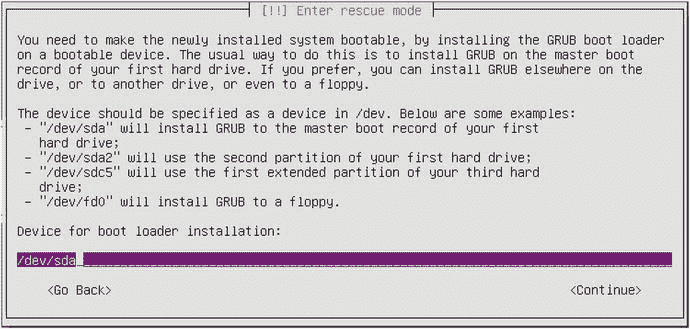 [!!] Enter rescue mode
You need to make the newly installed system bootable, by installing the GRUB boot loader
on a bootable device. The usual way to do this is to install GRUB on the master boot
record of your first hard drive. If you prefer, you can install GRUB elsewhere on the
drive, or to another drive, or even to a floppy.
The device should be specified as a device in /dev. Below are some examples:
- "/dev/sda" will install GRUB to the master boot record of your first
hard drive;
- "/dev/sda2" will use the second partition of your first hard drive;
- "/dev/sdc5" will use the first extended partition of your third hard
drive;
- "/dev/fd0" will install GRUB to a floppy.
Device for boot loader installation:
/dev/sda
<Go Back> <Continue>